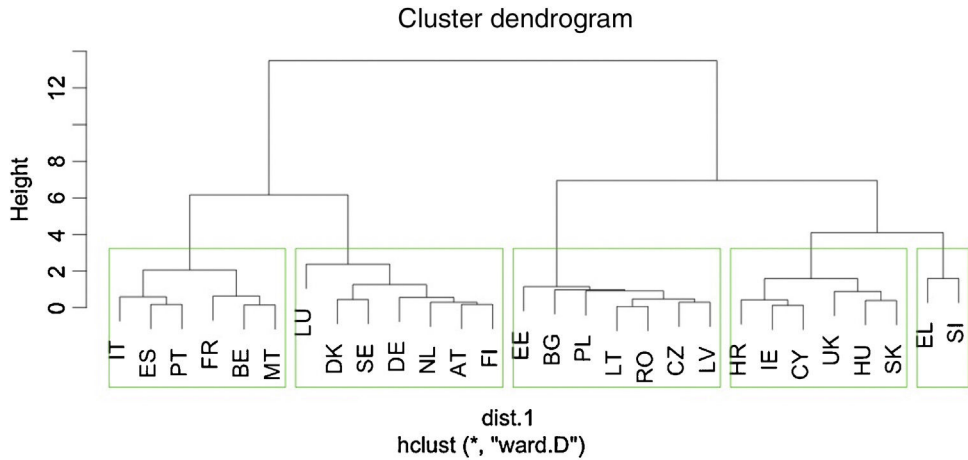 Cluster dendrogram
Height
12
8
6
4
2
0
IT
ES
PT
FR
BE
MT
LU
DK
SE
DE
NL
AT
FI
EE
BG
PL
LT
RO
CZ
LV
HR
IE
CY
UK
HU
SK
EL
SI
dist.1
hclust (*, "ward.D")